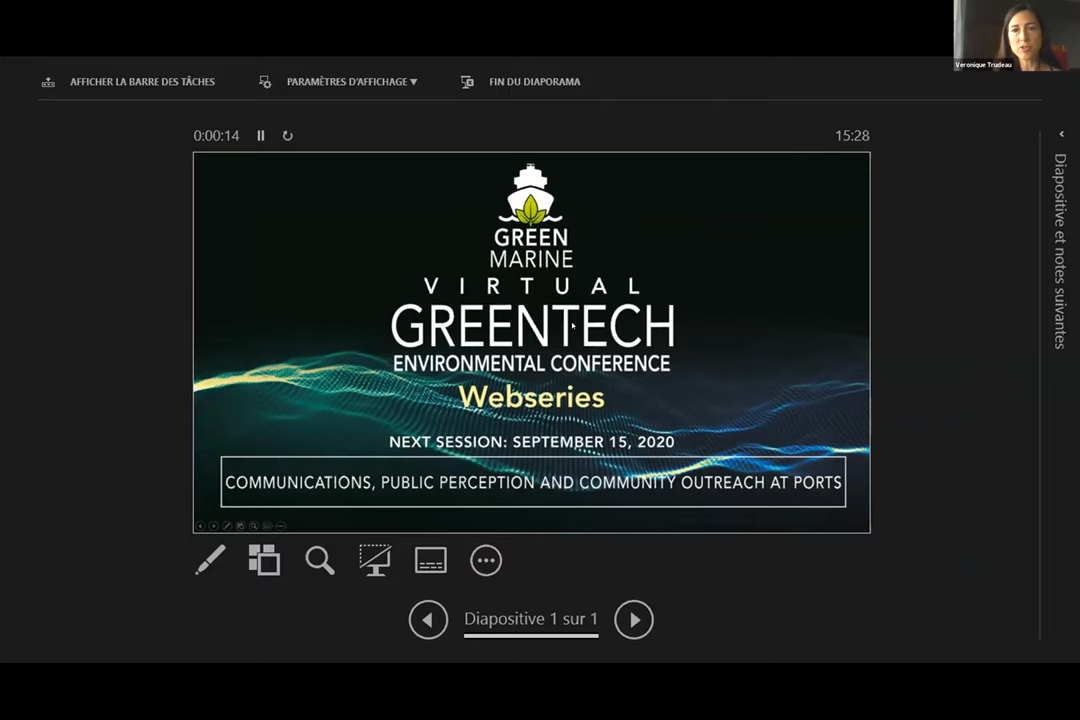 Veronique Trudeau
AFFICHER LA BARRE DES TÂCHES
PARAMÈTRES D'AFFICHAGE ▼
FIN DU DIAPORAMA
0:00:14
15:28
Diapositive et notes suivantes
GREEN
MARINE
VIRTUAL
GREENTECH
ENVIRONMENTAL CONFERENCE
Webseries
NEXT SESSION: SEPTEMBER 15, 2020
COMMUNICATIONS, PUBLIC PERCEPTION AND COMMUNITY OUTREACH AT PORTS
Diapositive 1 sur 1